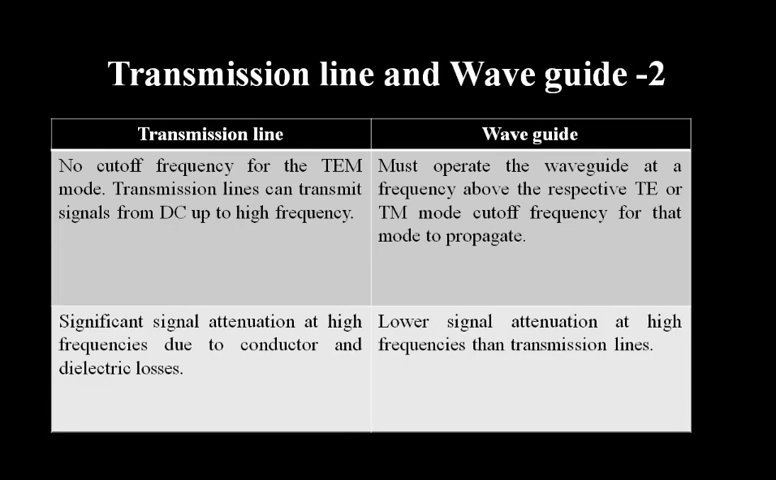 Transmission line and Wave guide -2
Transmission line
Wave guide
No cutoff frequency for the TEM
mode. Transmission lines can transmit
signals from DC up to high frequency.
Must operate the waveguide at a
frequency above the respective TE or
TM mode cutoff frequency for that
mode to propagate.
Significant signal attenuation at high
frequencies due to conductor and
dielectric losses.
Lower signal attenuation at high
frequencies than transmission lines.